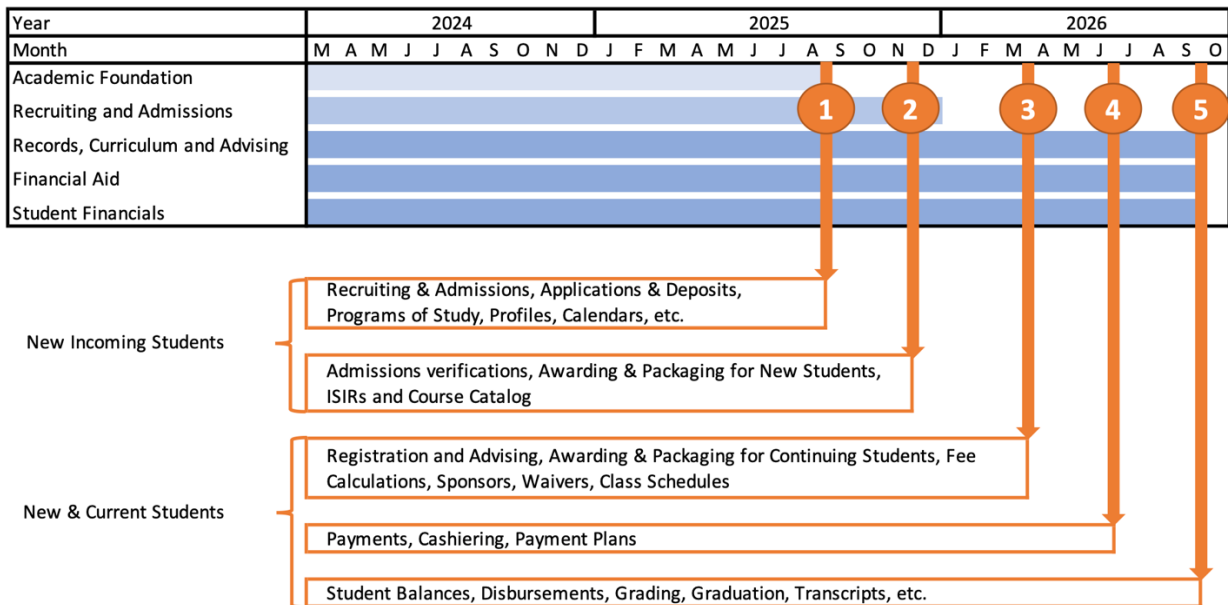 Year 2024 2025 2026
Month M A M J J A S O N D J F M A M J J A S O N D J F M A M J J A S O
Academic Foundation
Recruiting and Admissions 1 2 3 4 5
Records, Curriculum and Advising
Financial Aid
Student Financials
Recruiting & Admissions, Applications & Deposits,
Programs of Study, Profiles, Calendars, etc.
New Incoming Students
Admissions verifications, Awarding & Packaging for New Students,
ISIRs and Course Catalog
Registration and Advising, Awarding & Packaging for Continuing Students, Fee
Calculations, Sponsors, Waivers, Class Schedules
New & Current Students
Payments, Cashiering, Payment Plans
Student Balances, Disbursements, Grading, Graduation, Transcripts, etc.